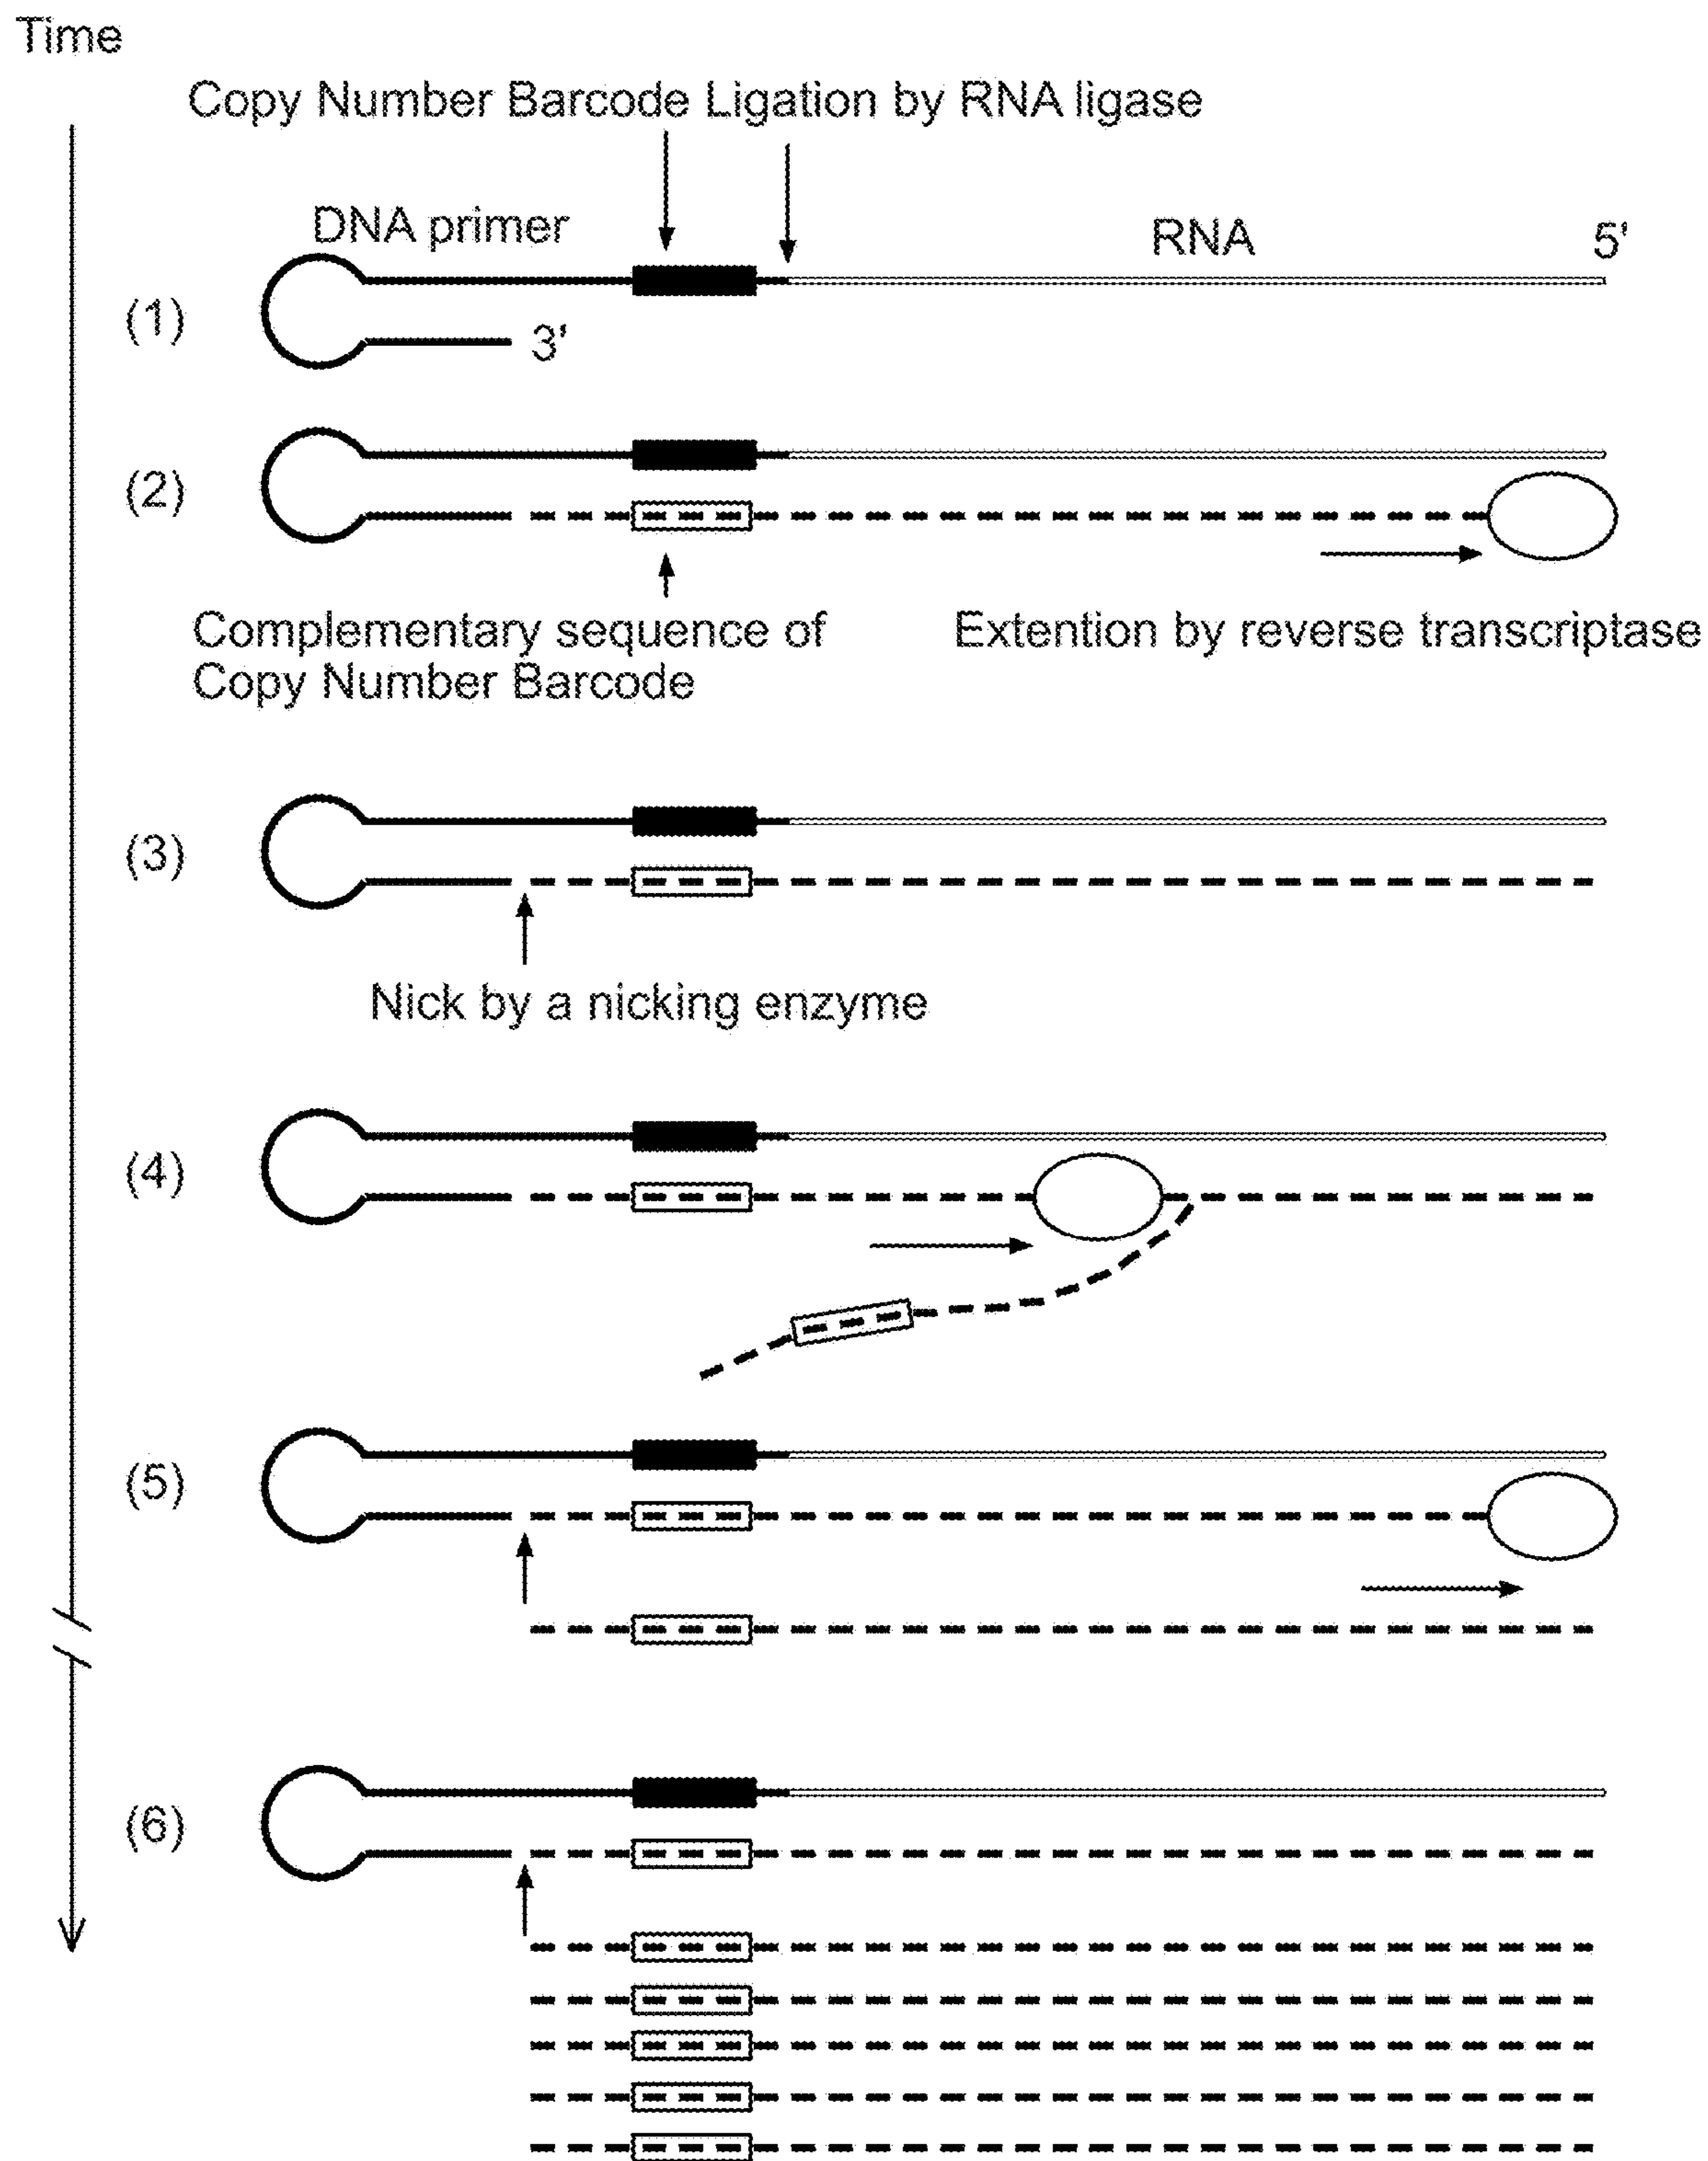 Time
Copy Number Barcode Ligation by RNA ligase
DNA primer
RNA
5'
(1)
3'
(2)
Complementary sequence of
Copy Number Barcode
Extention by reverse transcriptase
(3)
Nick by a nicking enzyme
(4)
(5)
(6)